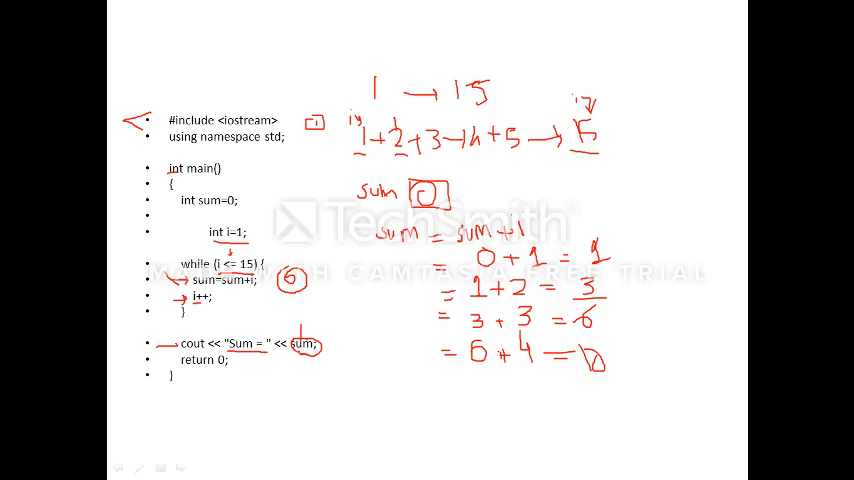 #include <iostream>
using namespace std;
int main()
{
int sum=0;
int i=1;
while (i <= 15) {
sum=sum+i;
i++;
}
cout << "Sum = " << sum;
return 0;
}
1 → 15
1+2+3+4+5 → 15
sum 0
sum = sum+i
= 0+1 = 1
= 1+2 = 3
= 3+3 = 6
= 6+4 = 10
6
TechSmith
MADE WITH CAMTASIA FREE TRIAL